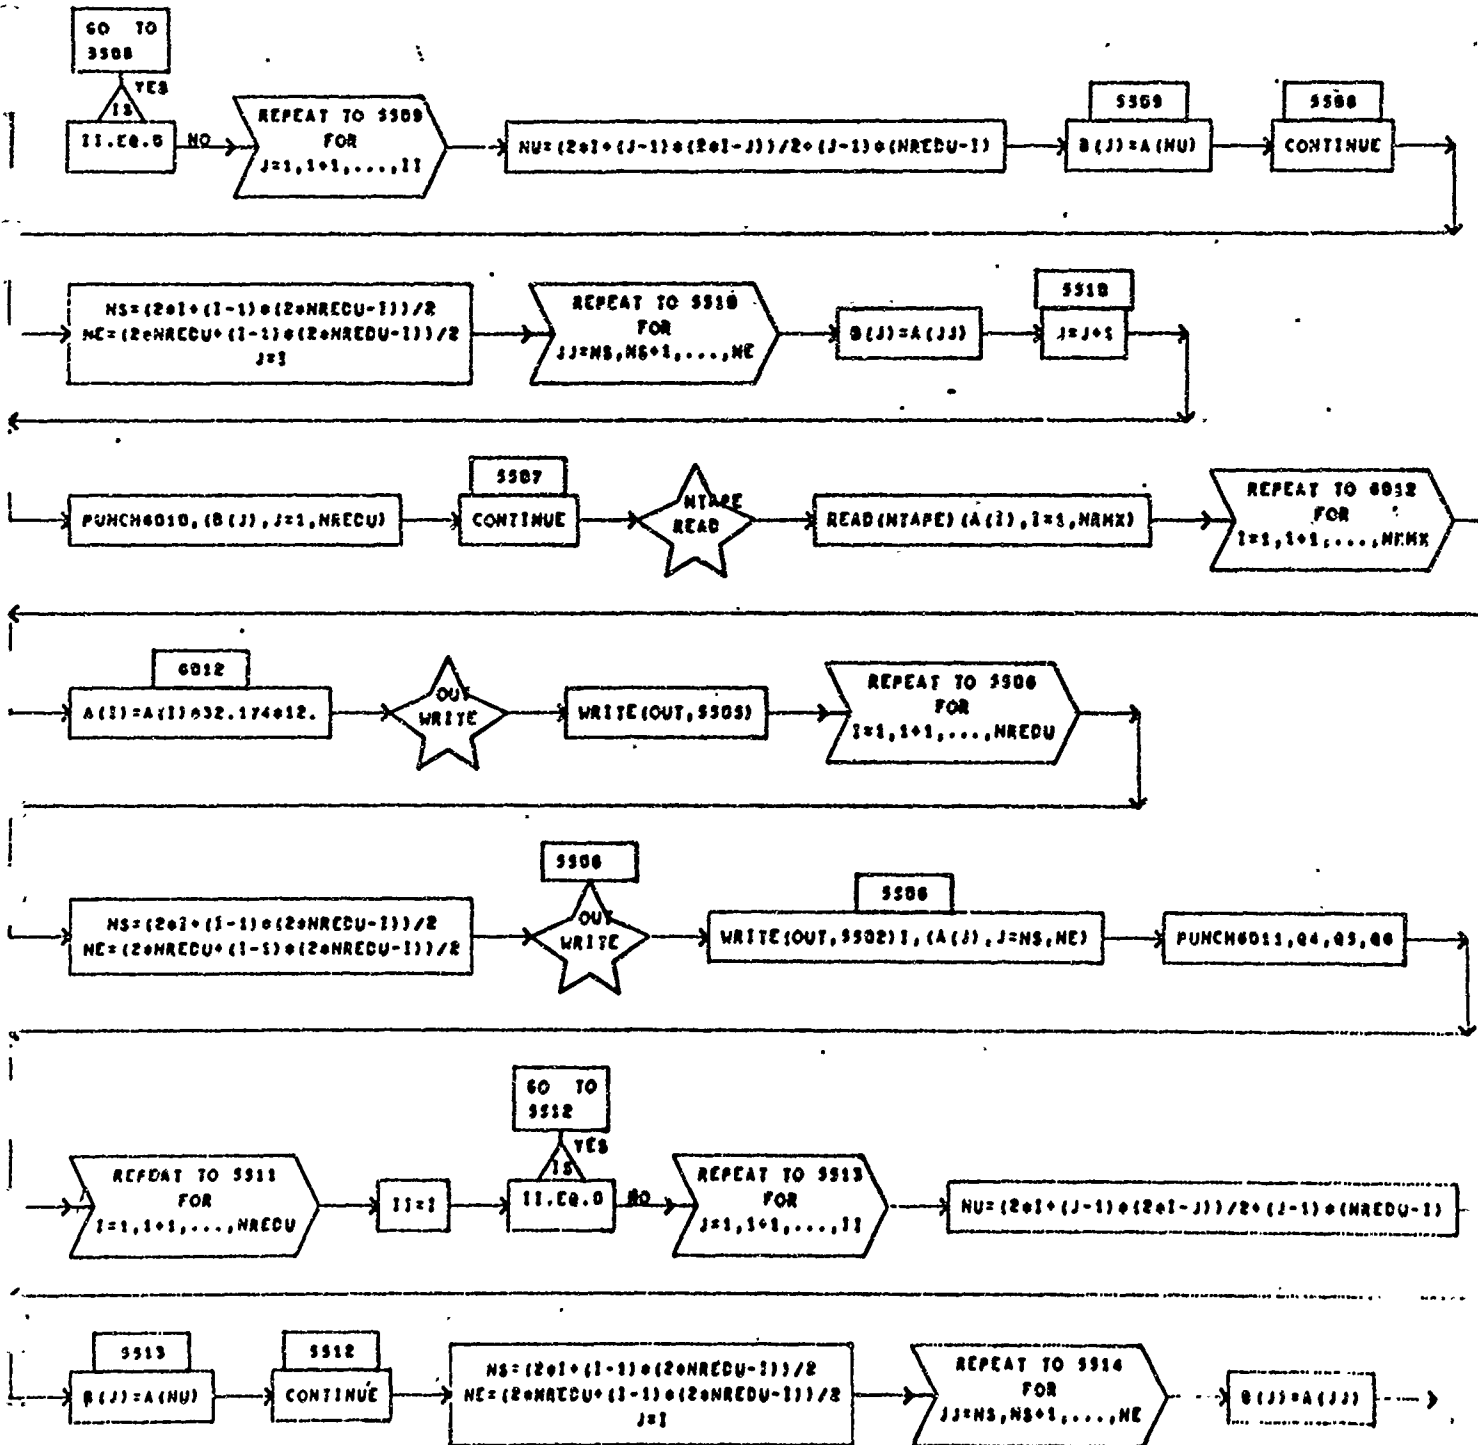 GO TO
5508
YES
IS
II.EQ.0
NO
REPEAT TO 5509
FOR
J=1,1+1,...,II
NU=(2*I+(J-1)*(2*I-J))/2+(J-1)*(NREDU-I)
5509
B(J)=A(NU)
5508
CONTINUE
NS=(2*I+(I-1)*(2*NREDU-I))/2
NE=(2*NREDU+(I-1)*(2*NREDU-I))/2
J=I
REPEAT TO 5510
FOR
JJ=NS,NS+1,...,NE
B(J)=A(JJ)
5510
J=J+1
PUNCH6010,(B(J),J=1,NREDU)
5507
CONTINUE
NTAPE
READ
READ(NTAPE)(A(I),I=1,NRMX)
REPEAT TO 6012
FOR
I=1,1+1,...,NRMX
6012
A(I)=A(I)*32.174*12.
OUT
WRITE
WRITE(OUT,5505)
REPEAT TO 5506
FOR
I=1,1+1,...,NREDU
NS=(2*I+(I-1)*(2*NREDU-I))/2
NE=(2*NREDU+(I-1)*(2*NREDU-I))/2
5506
OUT
WRITE
5506
WRITE(OUT,5502)I,(A(J),J=NS,NE)
PUNCH6011,Q4,Q5,Q6
REPEAT TO 5511
FOR
I=1,1+1,...,NREDU
II=I
GO TO
5512
YES
IS
II.EQ.0
NO
REPEAT TO 5513
FOR
J=1,1+1,...,II
NU=(2*I+(J-1)*(2*I-J))/2+(J-1)*(NREDU-I)
5513
B(J)=A(NU)
5512
CONTINUE
NS=(2*I+(I-1)*(2*NREDU-I))/2
NE=(2*NREDU+(I-1)*(2*NREDU-I))/2
J=I
REPEAT TO 5514
FOR
JJ=NS,NS+1,...,NE
B(J)=A(JJ)